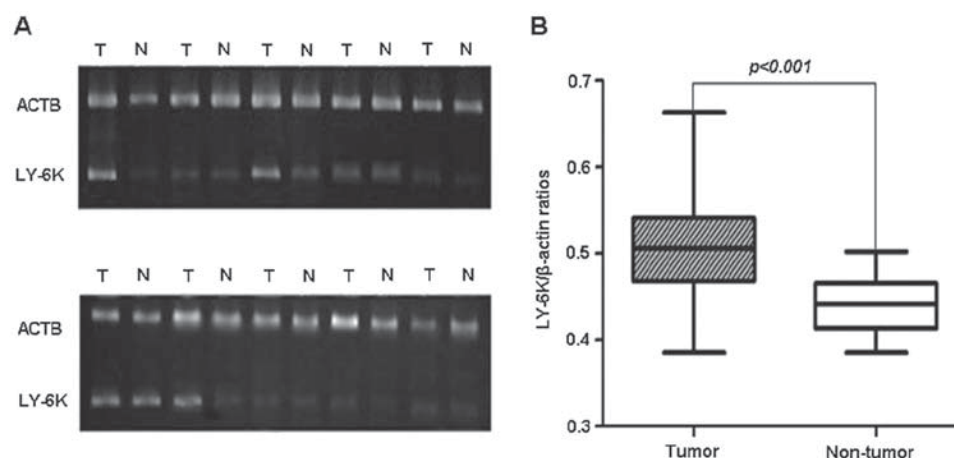 A
T N T N T N T N T N
ACTB
LY-6K
T N T N T N T N T N
ACTB
LY-6K
B
p<0.001
LY-6K/β-actin ratios
0.7
0.6
0.5
0.4
0.3
Tumor Non-tumor